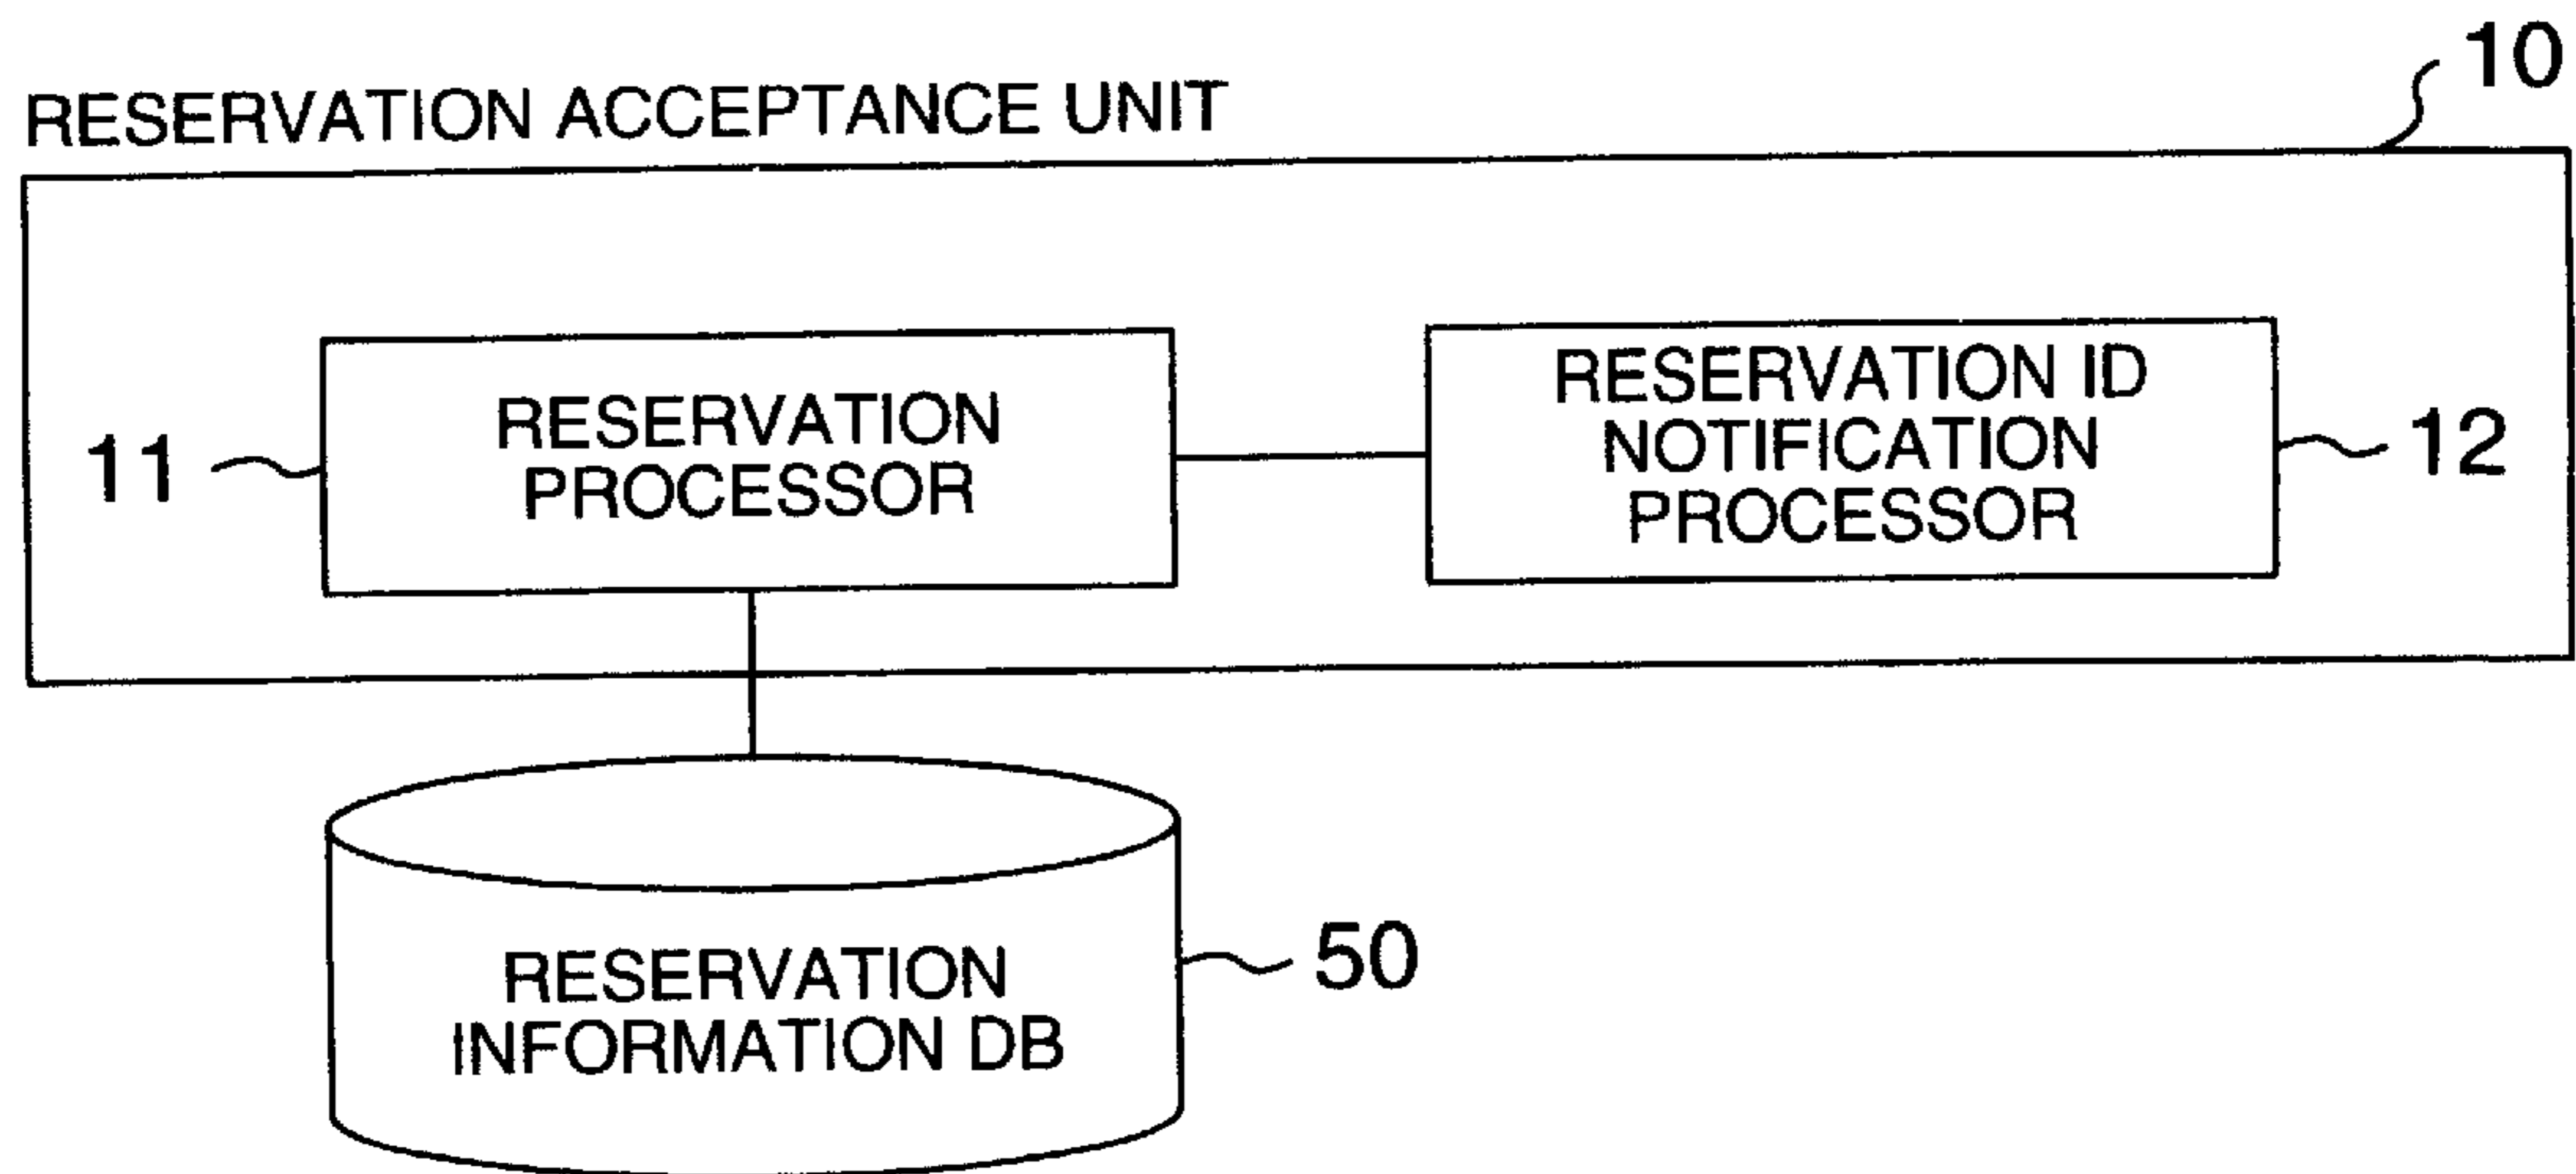 10
RESERVATION ACCEPTANCE UNIT
RESERVATION
PROCESSOR
11
RESERVATION ID
NOTIFICATION
PROCESSOR
12
RESERVATION
INFORMATION DB
50